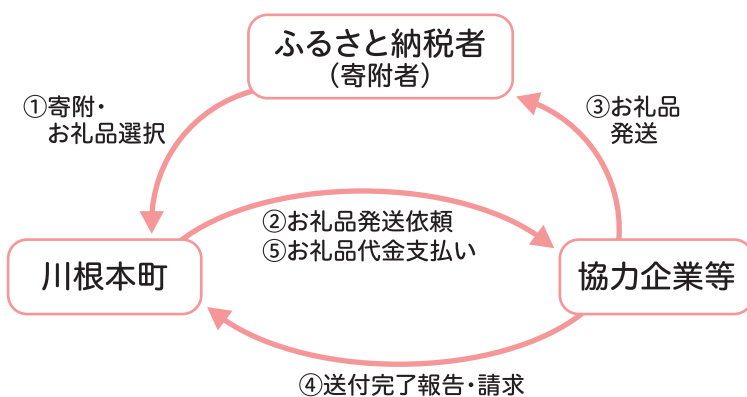 ふるさと納税者
（寄附者）
①寄附・
お礼品選択
③お礼品
発送
②お礼品発送依頼
⑤お礼品代金支払い
川根本町
協力企業等
④送付完了報告・請求